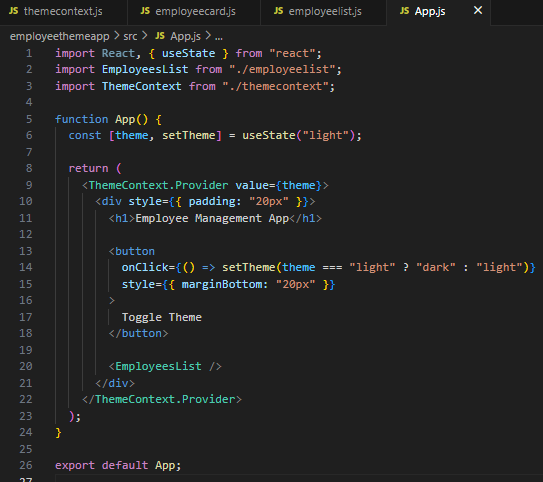 JS themecontext.js JS employeecard.js JS employeelist.js JS App.js ×
employeethemeapp > src > JS App.js > ...
1 import React, { useState } from "react";
2 import EmployeesList from "./employeelist";
3 import ThemeContext from "./themecontext";
4
5 function App() {
6   const [theme, setTheme] = useState("light");
7
8   return (
9     <ThemeContext.Provider value={theme}>
10       <div style={{ padding: "20px" }}>
11         <h1>Employee Management App</h1>
12
13         <button
14           onClick={() => setTheme(theme === "light" ? "dark" : "light")}
15           style={{ marginBottom: "20px" }}
16         >
17           Toggle Theme
18         </button>
19
20         <EmployeesList />
21       </div>
22     </ThemeContext.Provider>
23   );
24 }
25
26 export default App;
27